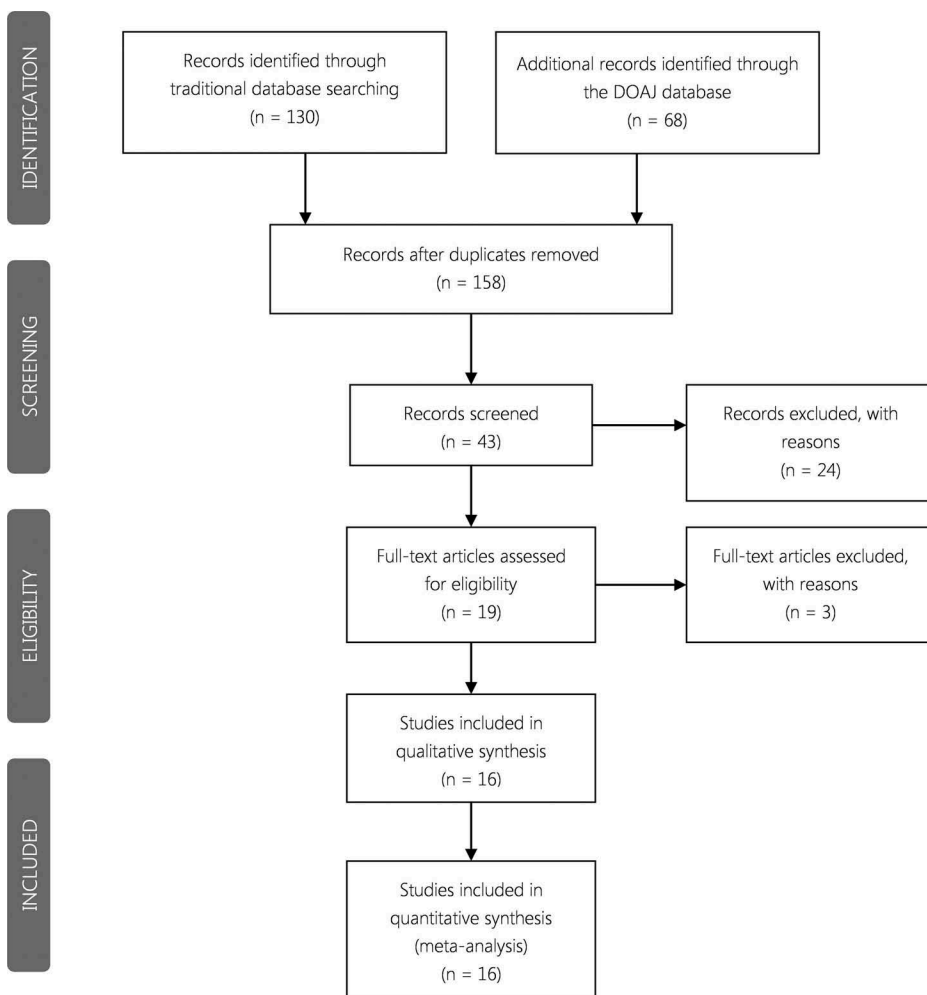 IDENTIFICATION
Records identified through
traditional database searching
(n = 130)
Additional records identified through
the DOAJ database
(n = 68)
SCREENING
Records after duplicates removed
(n = 158)
Records screened
(n = 43)
Records excluded, with
reasons
(n = 24)
ELIGIBILITY
Full-text articles assessed
for eligibility
(n = 19)
Full-text articles excluded,
with reasons
(n = 3)
Studies included in
qualitative synthesis
(n = 16)
INCLUDED
Studies included in
quantitative synthesis
(meta-analysis)
(n = 16)